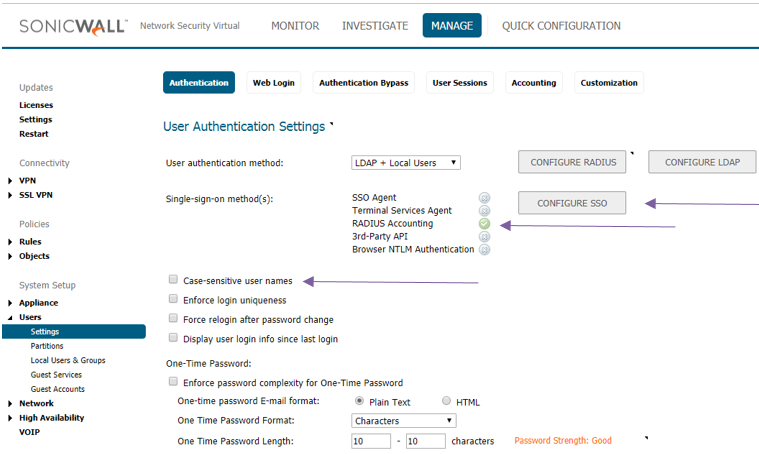 SONICWALL Network Security Virtual MONITOR INVESTIGATE MANAGE QUICK CONFIGURATION
Updates
Licenses
Settings
Restart
Connectivity
VPN
SSL VPN
Policies
Rules
Objects
System Setup
Appliance
Users
Settings
Partitions
Local Users & Groups
Guest Services
Guest Accounts
Network
High Availability
VOIP
Authentication Web Login Authentication Bypass User Sessions Accounting Customization
User Authentication Settings
User authentication method: LDAP + Local Users CONFIGURE RADIUS CONFIGURE LDAP
Single-sign-on method(s): SSO Agent CONFIGURE SSO
Terminal Services Agent
RADIUS Accounting
3rd-Party API
Browser NTLM Authentication
Case-sensitive user names
Enforce login uniqueness
Force relogin after password change
Display user login info since last login
One-Time Password:
Enforce password complexity for One-Time Password
One-time password E-mail format: Plain Text HTML
One Time Password Format: Characters
One Time Password Length: 10 - 10 characters Password Strength: Good